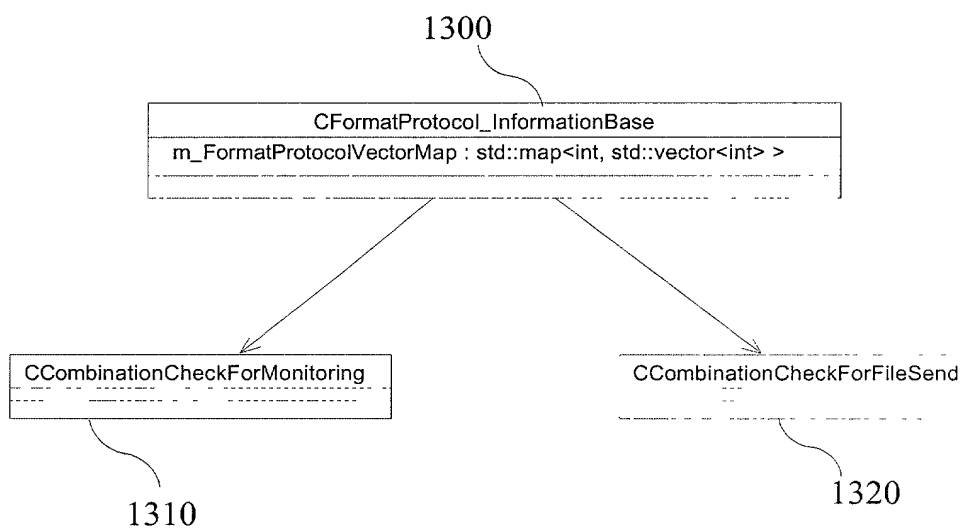 1300
CFormatProtocol_InformationBase
m_FormatProtocolVectorMap : std::map<int, std::vector<int> >
CCombinationCheckForMonitoring
CCombinationCheckForFileSend
1310
1320